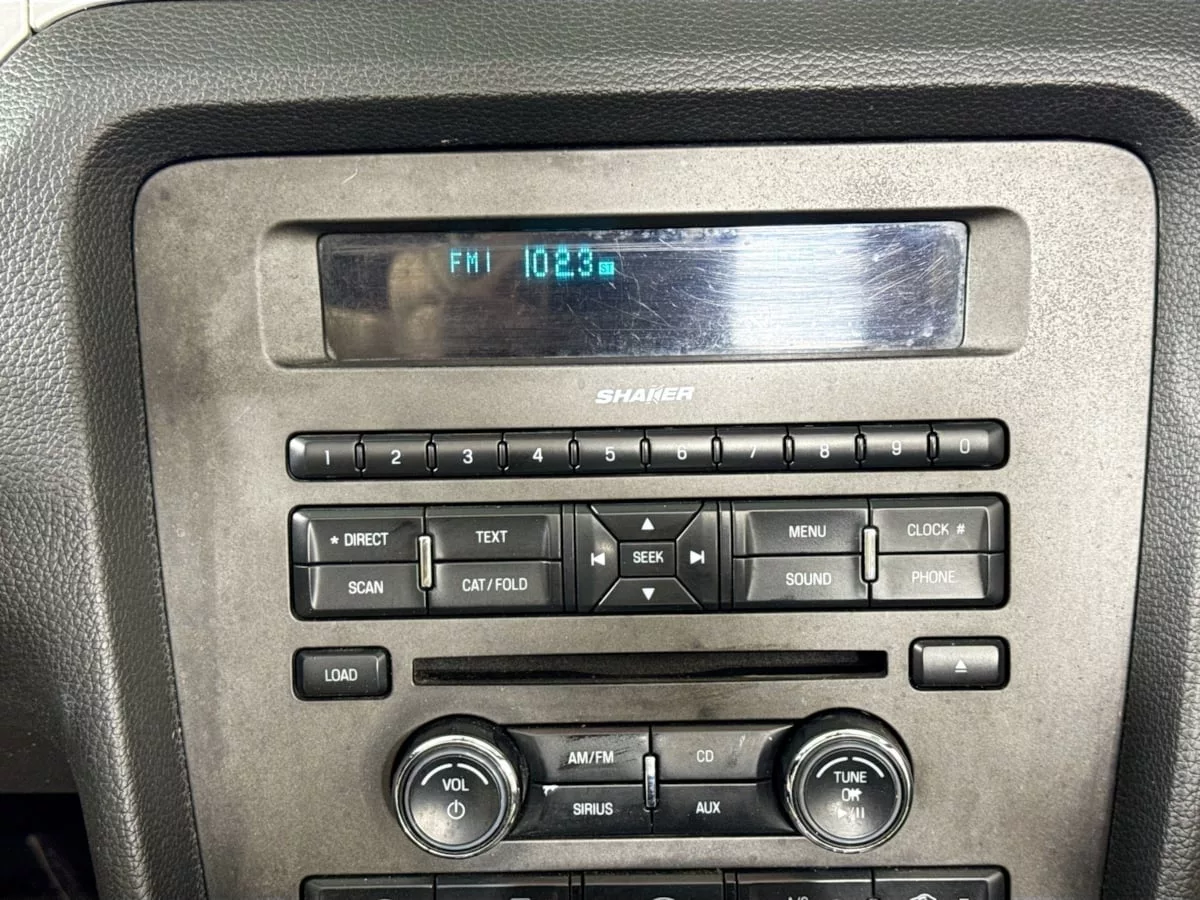 FM1 102.3 ST
SHAKER
1 2 3 4 5 6 7 8 9 0
* DIRECT TEXT MENU CLOCK #
SEEK
SCAN CAT/FOLD SOUND PHONE
LOAD
AM/FM CD
VOL TUNE
OK
SIRIUS AUX